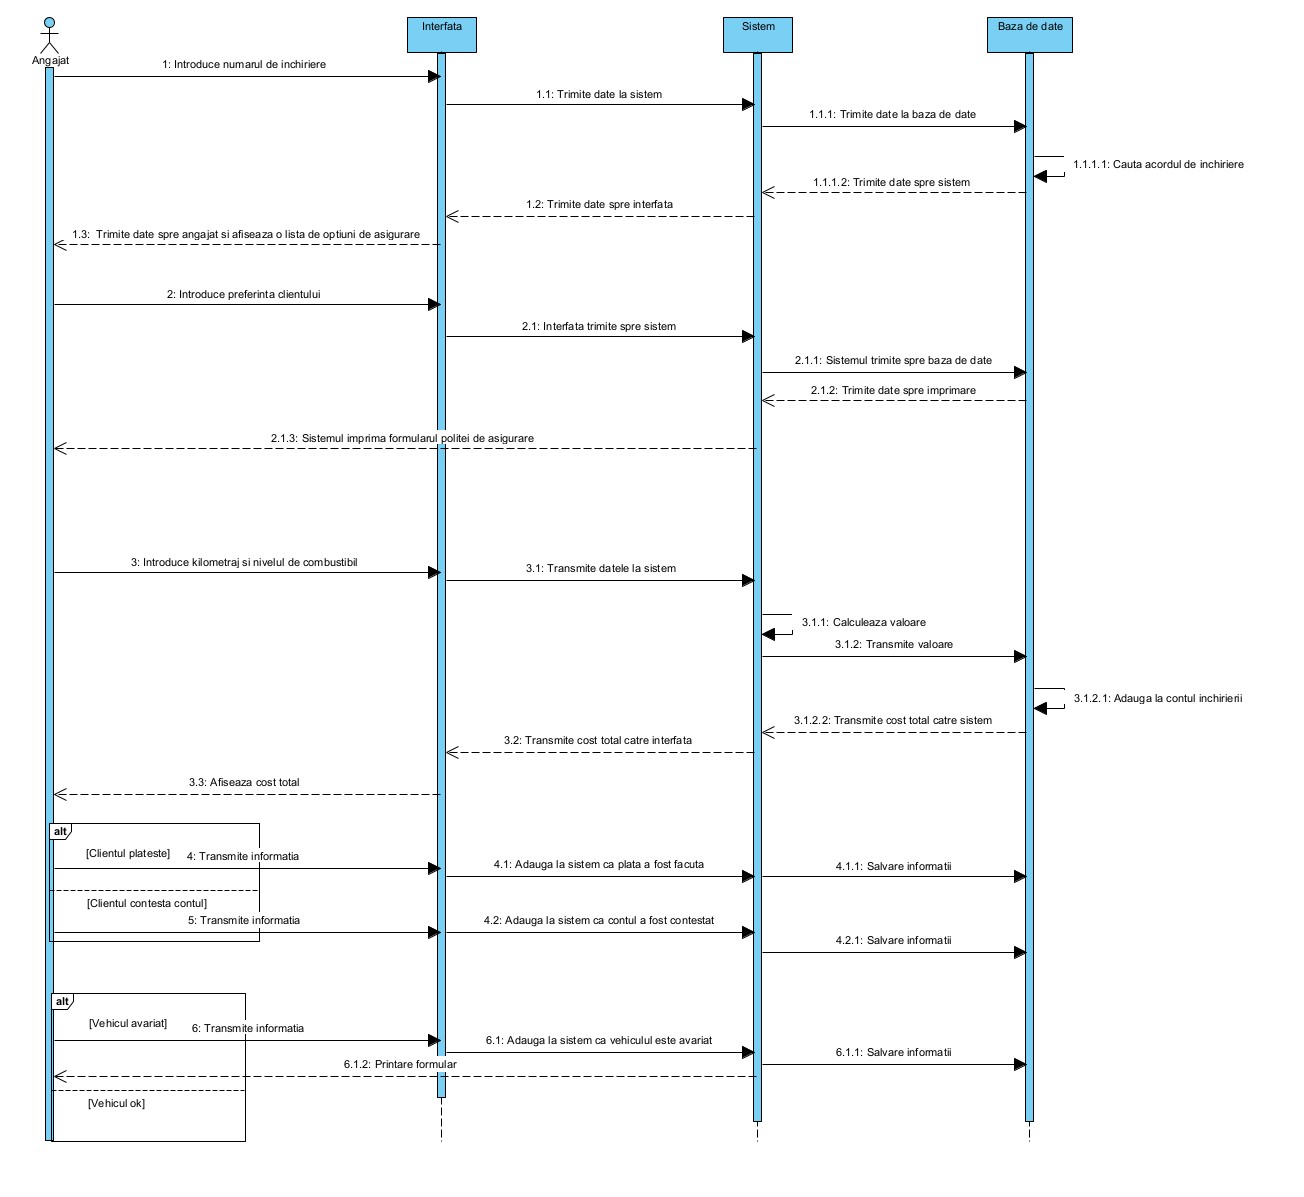 Angajat
Interfata
Sistem
Baza de date
1: Introduce numarul de inchiriere
1.1: Trimite date la sistem
1.1.1: Trimite date la baza de date
1.1.1.1: Cauta acordul de inchiriere
1.1.1.2: Trimite date spre sistem
1.2: Trimite date spre interfata
1.3: Trimite date spre angajat si afiseaza o lista de optiuni de asigurare
2: Introduce preferinta clientului
2.1: Interfata trimite spre sistem
2.1.1: Sistemul trimite spre baza de date
2.1.2: Trimite date spre imprimare
2.1.3: Sistemul imprima formularul politei de asigurare
3: Introduce kilometraj si nivelul de combustibil
3.1: Transmite datele la sistem
3.1.1: Calculeaza valoare
3.1.2: Transmite valoare
3.1.2.1: Adauga la contul inchirierii
3.1.2.2: Transmite cost total catre sistem
3.2: Transmite cost total catre interfata
3.3: Afiseaza cost total
alt
[Clientul plateste]
4: Transmite informatia
4.1: Adauga la sistem ca plata a fost facuta
4.1.1: Salvare informatii
[Clientul contesta contul]
5: Transmite informatia
4.2: Adauga la sistem ca contul a fost contestat
4.2.1: Salvare informatii
alt
[Vehicul avariat]
6: Transmite informatia
6.1: Adauga la sistem ca vehiculul este avariat
6.1.1: Salvare informatii
6.1.2: Printare formular
[Vehicul ok]